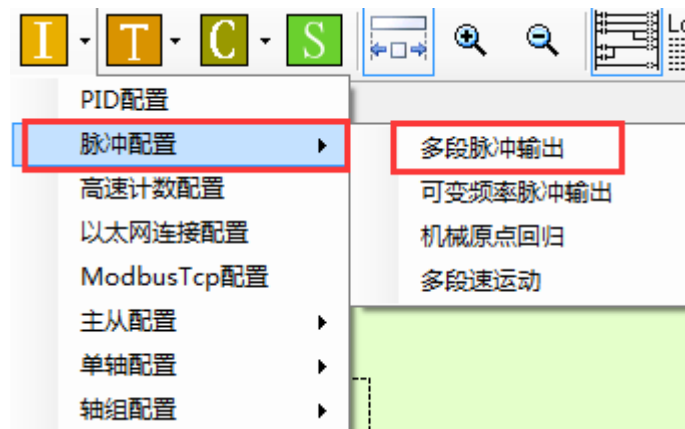 I T C S Lo
PID配置
脉冲配置
多段脉冲输出
高速计数配置
可变频率脉冲输出
以太网连接配置
机械原点回归
ModbusTcp配置
多段速运动
主从配置
单轴配置
轴组配置